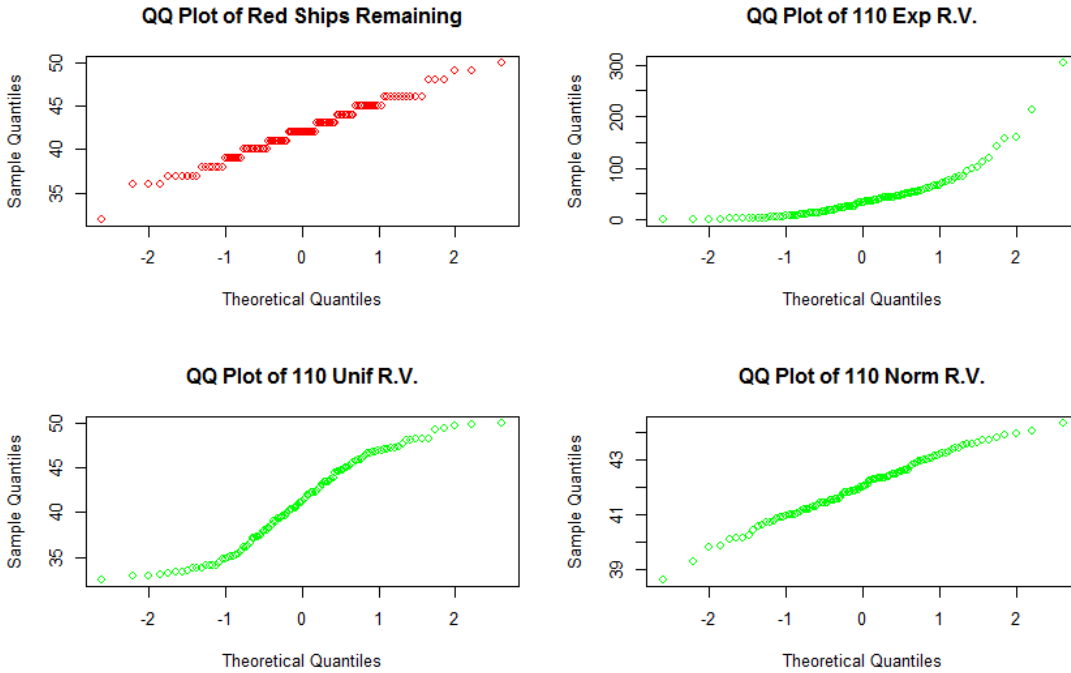 QQ Plot of Red Ships Remaining
Sample Quantiles
50
45
40
35
-2 -1 0 1 2
Theoretical Quantiles
QQ Plot of 110 Exp R.V.
Sample Quantiles
300
200
100
0
-2 -1 0 1 2
Theoretical Quantiles
QQ Plot of 110 Unif R.V.
Sample Quantiles
50
45
40
35
-2 -1 0 1 2
Theoretical Quantiles
QQ Plot of 110 Norm R.V.
Sample Quantiles
43
41
39
-2 -1 0 1 2
Theoretical Quantiles